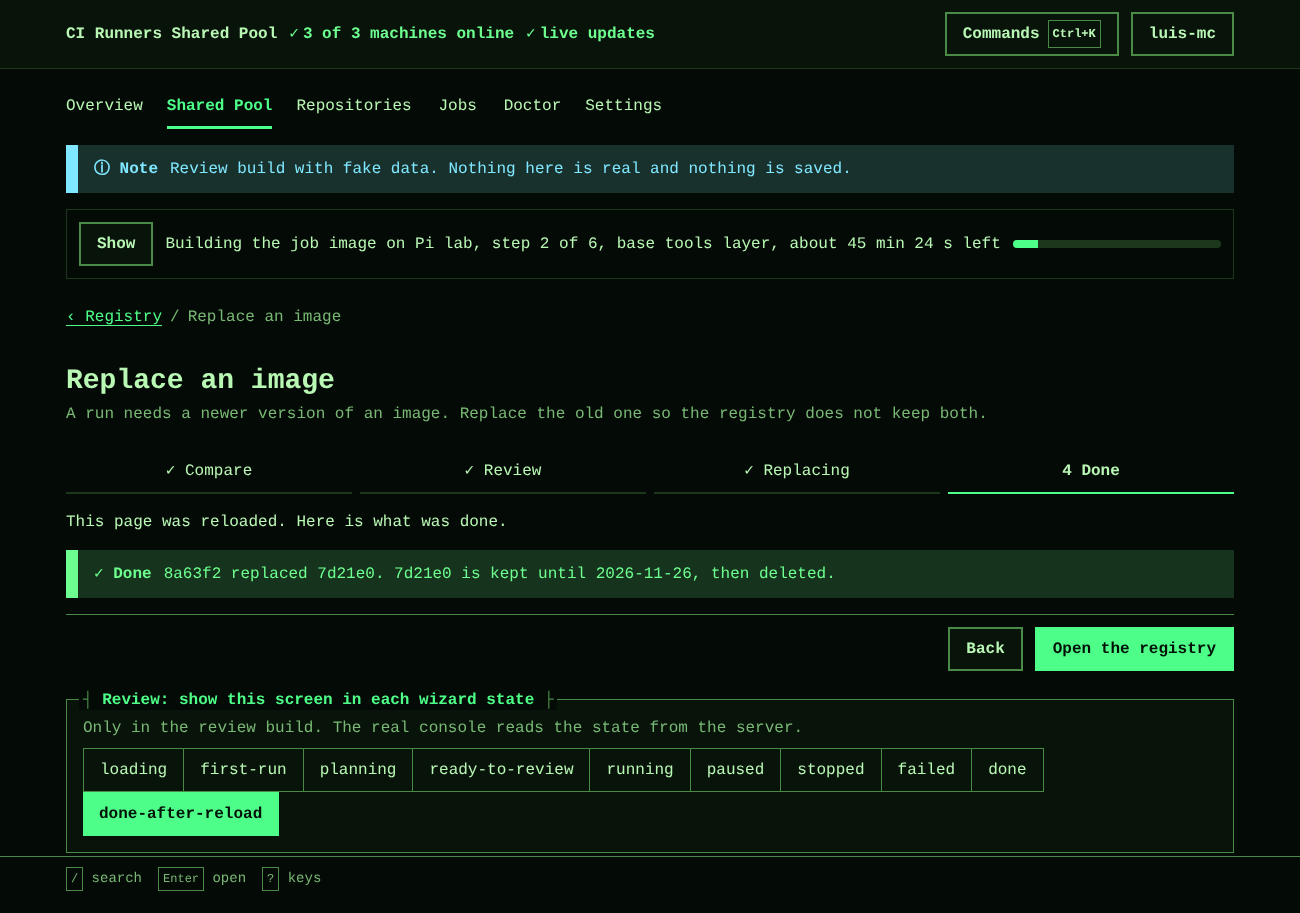 CI Runners Shared Pool ✓ 3 of 3 machines online ✓ live updates Commands Ctrl+K luis-mc
Overview Shared Pool Repositories Jobs Doctor Settings
ⓘ Note Review build with fake data. Nothing here is real and nothing is saved.
Show Building the job image on Pi lab, step 2 of 6, base tools layer, about 45 min 24 s left
‹ Registry / Replace an image
Replace an image
A run needs a newer version of an image. Replace the old one so the registry does not keep both.
✓ Compare ✓ Review ✓ Replacing 4 Done
This page was reloaded. Here is what was done.
✓ Done 8a63f2 replaced 7d21e0. 7d21e0 is kept until 2026-11-26, then deleted.
Back Open the registry
Review: show this screen in each wizard state
Only in the review build. The real console reads the state from the server.
loading first-run planning ready-to-review running paused stopped failed done
done-after-reload
/ search Enter open ? keys